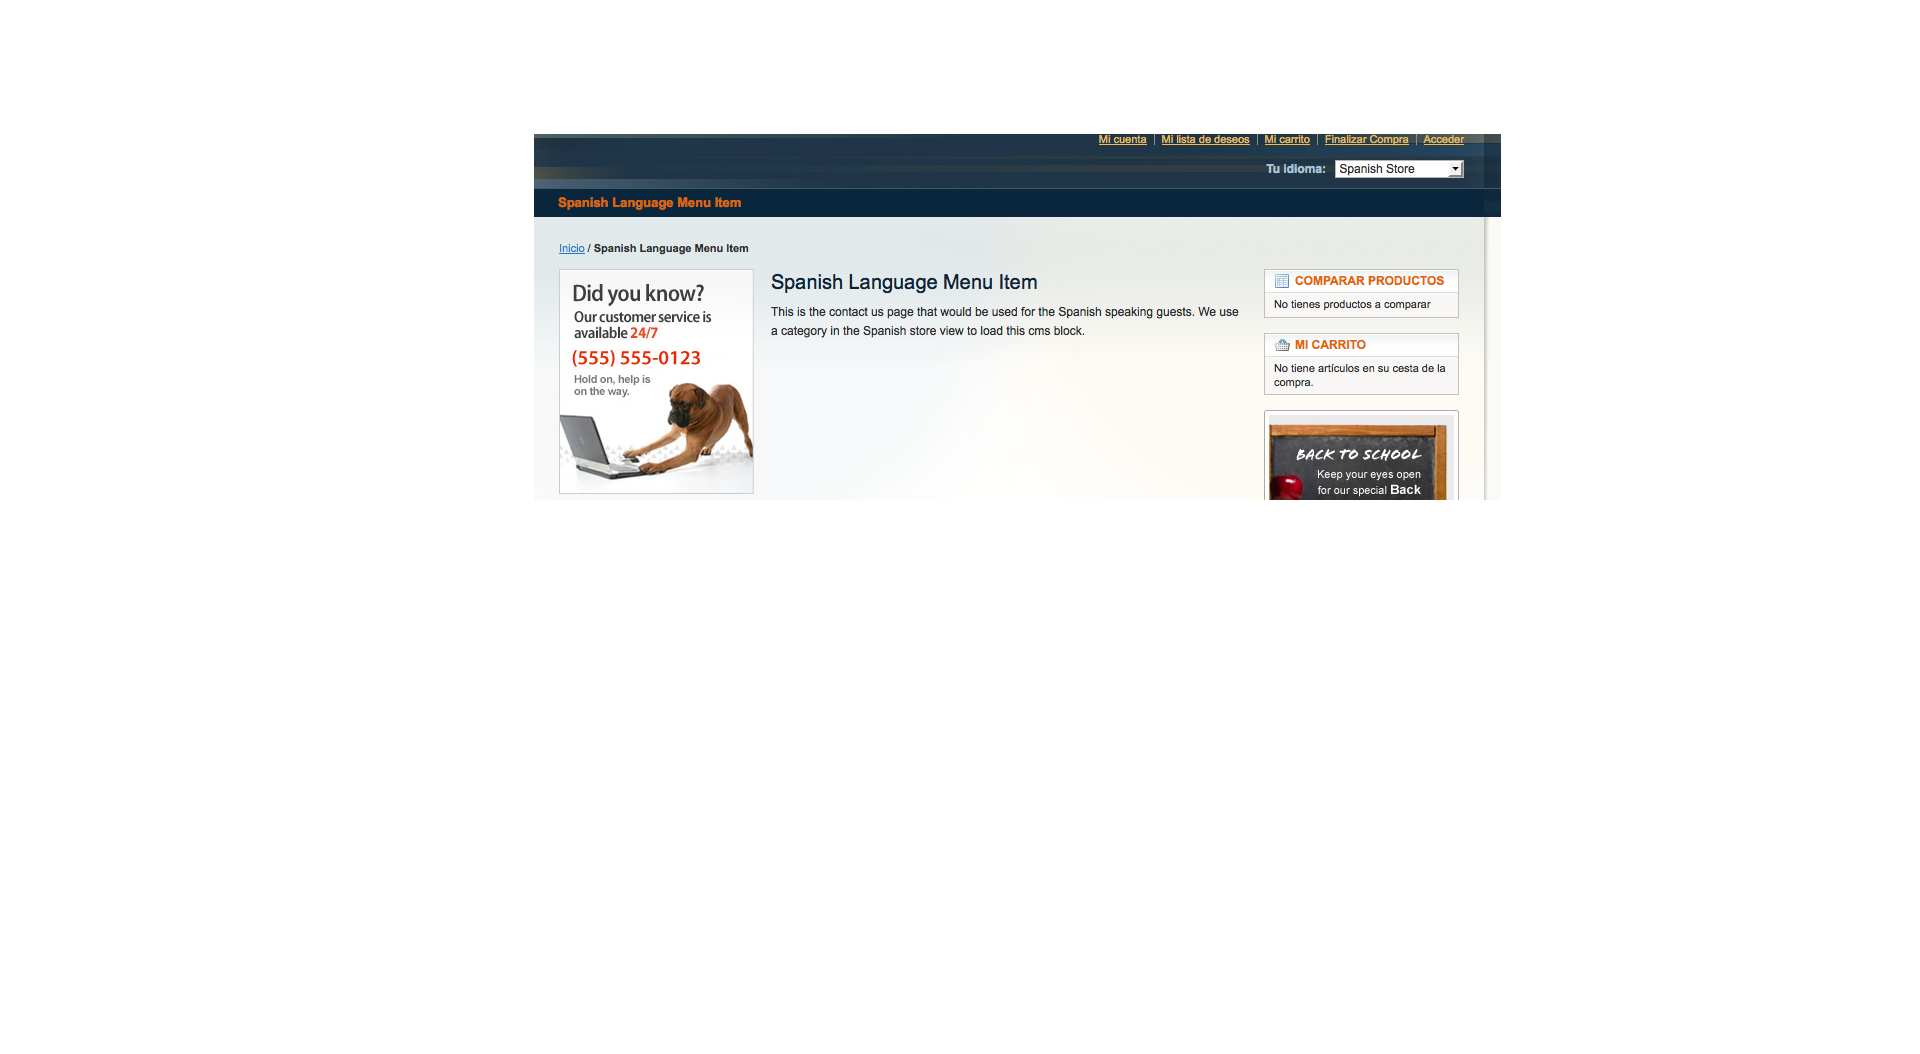 Mi cuenta | Mi lista de deseos | Mi carrito | Finalizar Compra | Acceder
Tu idioma: Spanish Store
Spanish Language Menu Item
Inicio / Spanish Language Menu Item
Did you know?
Our customer service is
available 24/7
(555) 555-0123
Hold on, help is
on the way.
Spanish Language Menu Item
This is the contact us page that would be used for the Spanish speaking guests. We use
a category in the Spanish store view to load this cms block.
COMPARAR PRODUCTOS
No tienes productos a comparar
MI CARRITO
No tiene artículos en su cesta de la
compra.
BACK TO SCHOOL
Keep your eyes open
for our special Back